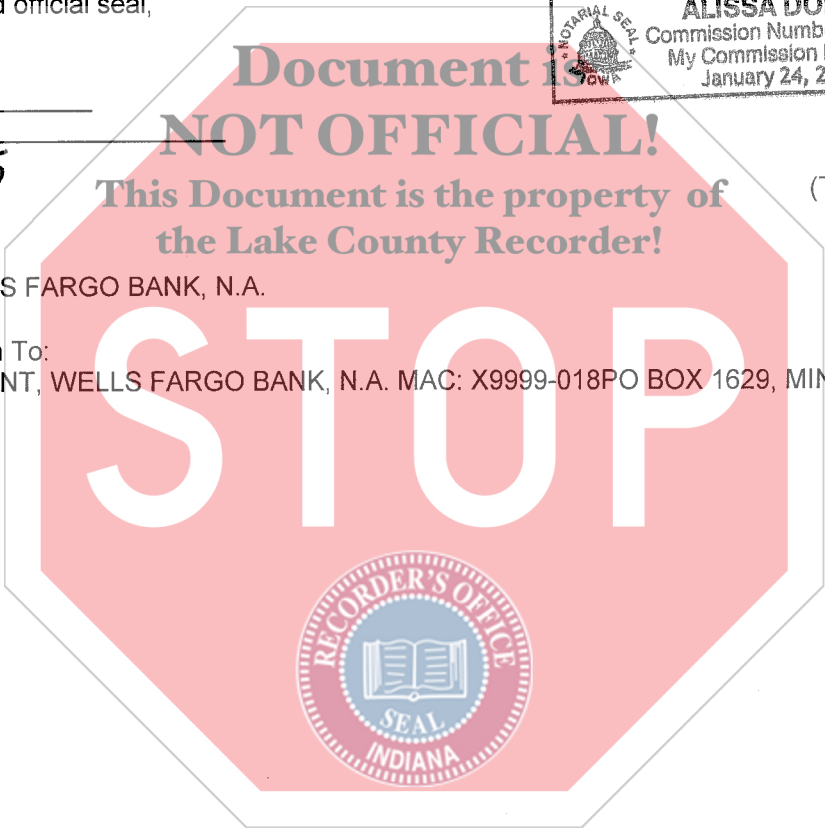 d official seal,
NOTARIAL SEAL
IOWA
ALISSA DO
Commission Numb
My Commission
January 24, 2
Document is
NOT OFFICIAL!
This Document is the property of
the Lake County Recorder!
(T
S FARGO BANK, N.A.
To:
NT, WELLS FARGO BANK, N.A. MAC: X9999-018PO BOX 1629, MIN
STOP
RECORDER'S OFFICE
SEAL
INDIANA